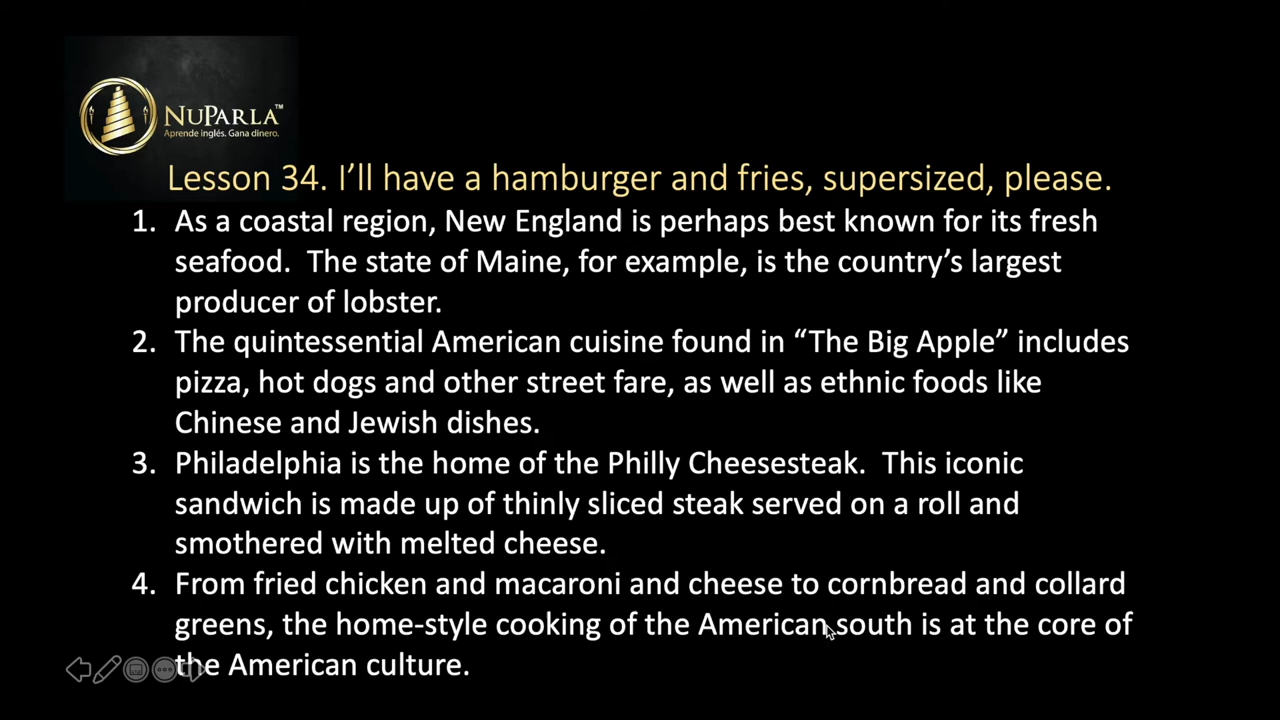 NUPARLA™
Aprende inglés. Gana dinero.
Lesson 34. I’ll have a hamburger and fries, supersized, please.
1. As a coastal region, New England is perhaps best known for its fresh
seafood.  The state of Maine, for example, is the country’s largest
producer of lobster.
2. The quintessential American cuisine found in “The Big Apple” includes
pizza, hot dogs and other street fare, as well as ethnic foods like
Chinese and Jewish dishes.
3. Philadelphia is the home of the Philly Cheesesteak.  This iconic
sandwich is made up of thinly sliced steak served on a roll and
smothered with melted cheese.
4. From fried chicken and macaroni and cheese to cornbread and collard
greens, the home-style cooking of the American south is at the core of
the American culture.